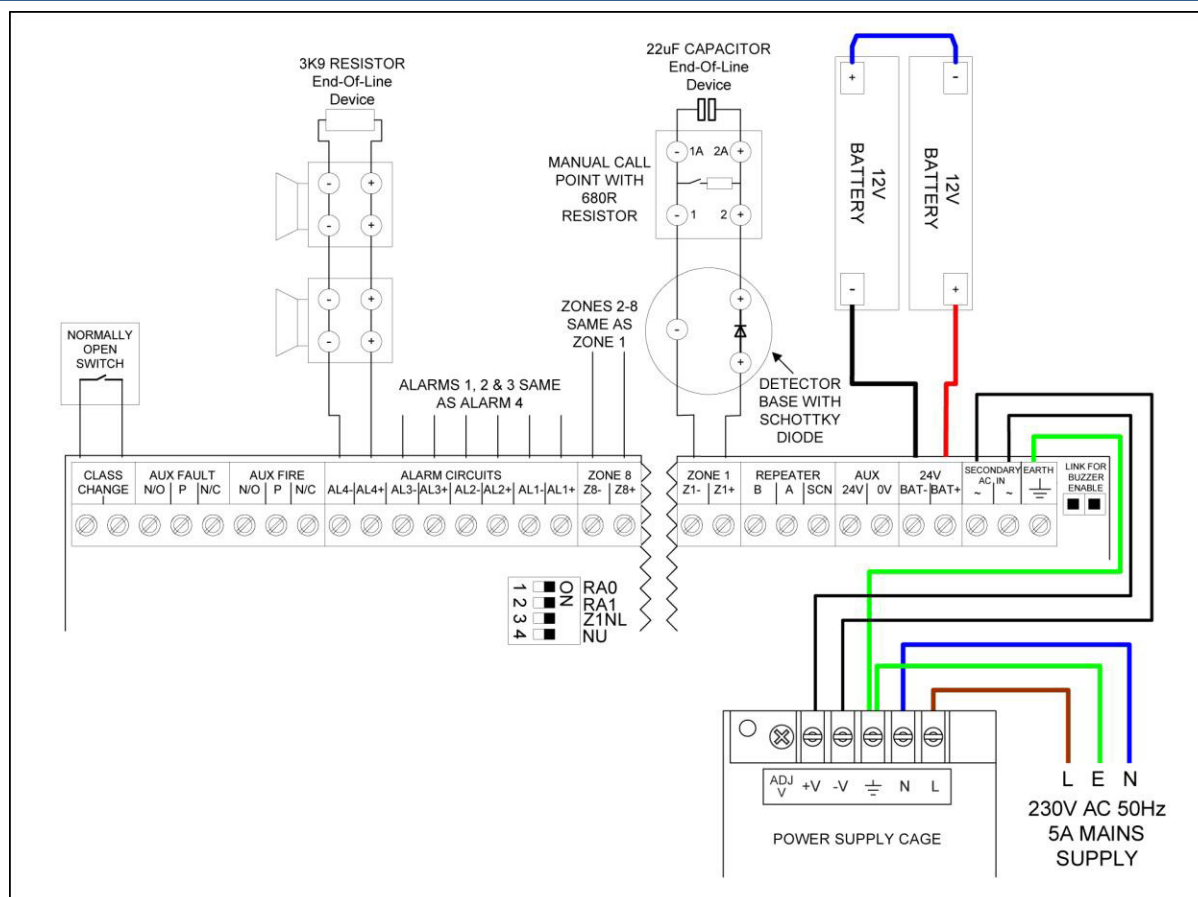 3K9 RESISTOR
End-Of-Line
Device
22uF CAPACITOR
End-Of-Line
Device
+
-
12V
BATTERY
12V
BATTERY
-
+
-
+
-
+
-
+
-
+
MANUAL CALL
POINT WITH
680R
RESISTOR
- 1A 2A +
- 1 2 +
+
-
+
DETECTOR
BASE WITH
SCHOTTKY
DIODE
ZONES 2-8
SAME AS
ZONE 1
NORMALLY
OPEN
SWITCH
ALARMS 1, 2 & 3 SAME
AS ALARM 4
CLASS
CHANGE
AUX FAULT
N/O P N/C
AUX FIRE
N/O P N/C
ALARM CIRCUITS
AL4- AL4+ AL3- AL3+ AL2- AL2+ AL1- AL1+
ZONE 8
Z8- Z8+
ZONE 1
Z1- Z1+
REPEATER
B A SCN
AUX
24V 0V
24V
BAT- BAT+
SECONDARY
AC IN
~ ~
EARTH
LINK FOR
BUZZER
ENABLE
ON
1 RA0
2 RA1
3 Z1NL
4 NU
ADJ
V
+V -V N L
POWER SUPPLY CAGE
L E N
230V AC 50Hz
5A MAINS
SUPPLY